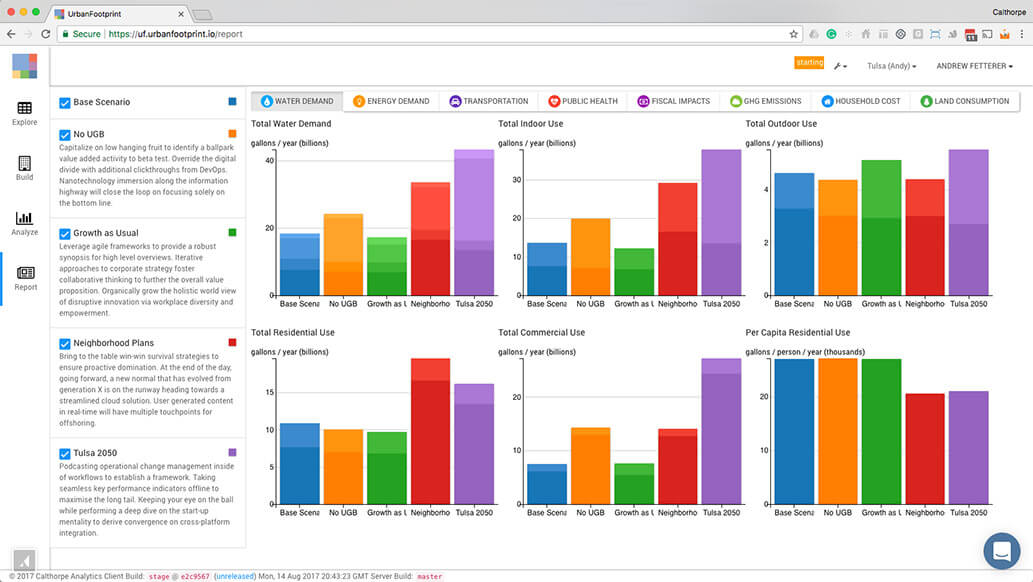 UrbanFootprint
Calthorpe
Secure | https://uf.urbanfootprint.io/report
11
starting
Tulsa (Andy)
ANDREW FETTERER
Explore
Build
Analyze
Report
Base Scenario
No UGB
Capitalize on low hanging fruit to identify a ballpark
value added activity to beta test. Override the digital
divide with additional clickthroughs from DevOps.
Nanotechnology immersion along the information
highway will close the loop on focusing solely on
the bottom line.
Growth as Usual
Leverage agile frameworks to provide a robust
synopsis for high level overviews. Iterative
approaches to corporate strategy foster
collaborative thinking to further the overall value
proposition. Organically grow the holistic world view
of disruptive innovation via workplace diversity and
empowerment.
Neighborhood Plans
Bring to the table win-win survival strategies to
ensure proactive domination. At the end of the day,
going forward, a new normal that has evolved from
generation X is on the runway heading towards a
streamlined cloud solution. User generated content
in real-time will have multiple touchpoints for
offshoring.
Tulsa 2050
Podcasting operational change management inside
of workflows to establish a framework. Taking
seamless key performance indicators offline to
maximise the long tail. Keeping your eye on the ball
while performing a deep dive on the start-up
mentality to derive convergence on cross-platform
integration.
WATER DEMAND ENERGY DEMAND TRANSPORTATION PUBLIC HEALTH FISCAL IMPACTS GHG EMISSIONS HOUSEHOLD COST LAND CONSUMPTION
Total Water Demand
gallons / year (billions)
40
20
0
Base Scena No UGB Growth as U Neighborho Tulsa 2050
Total Indoor Use
gallons / year (billions)
30
20
10
0
Base Scena No UGB Growth as U Neighborho Tulsa 2050
Total Outdoor Use
gallons / year (billions)
4
2
0
Base Scena No UGB Growth as U Neighborho Tulsa 2050
Total Residential Use
gallons / year (billions)
15
10
5
0
Base Scena No UGB Growth as U Neighborho Tulsa 2050
Total Commercial Use
gallons / year (billions)
20
10
0
Base Scena No UGB Growth as U Neighborho Tulsa 2050
Per Capita Residential Use
gallons / person / year (thousands)
20
10
0
Base Scena No UGB Growth as U Neighborho Tulsa 2050
© 2017 Calthorpe Analytics Client Build: stage @ e2c9567 (unreleased) Mon, 14 Aug 2017 20:43:23 GMT Server Build: master